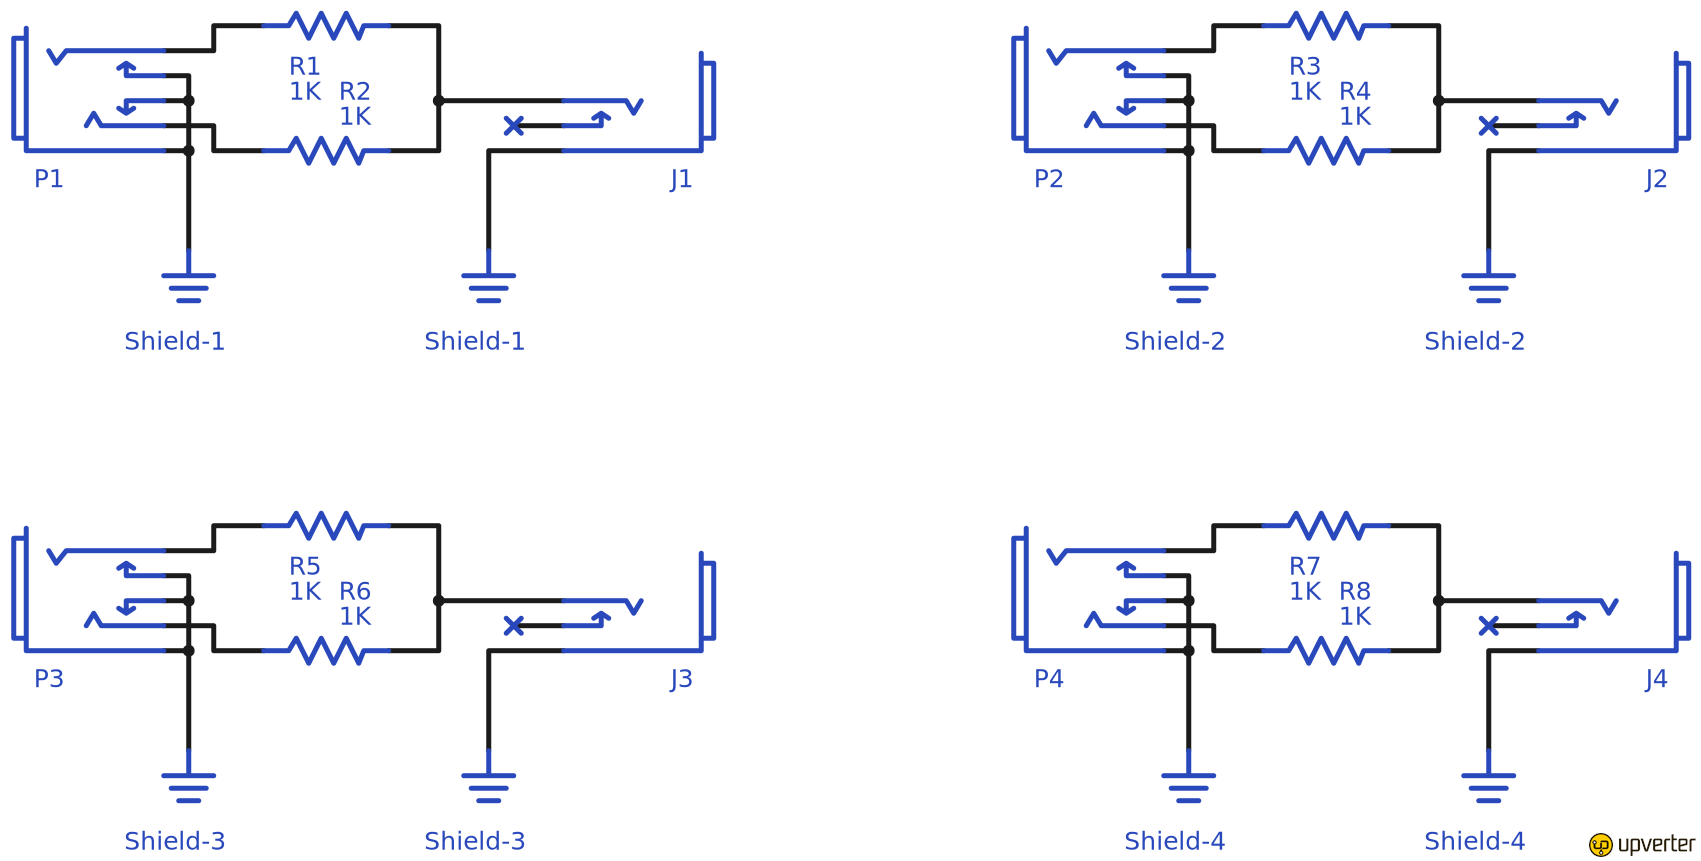 R1
1K
R2
1K
P1
J1
Shield-1
Shield-1
R3
1K
R4
1K
P2
J2
Shield-2
Shield-2
R5
1K
R6
1K
P3
J3
Shield-3
Shield-3
R7
1K
R8
1K
P4
J4
Shield-4
Shield-4
upverter